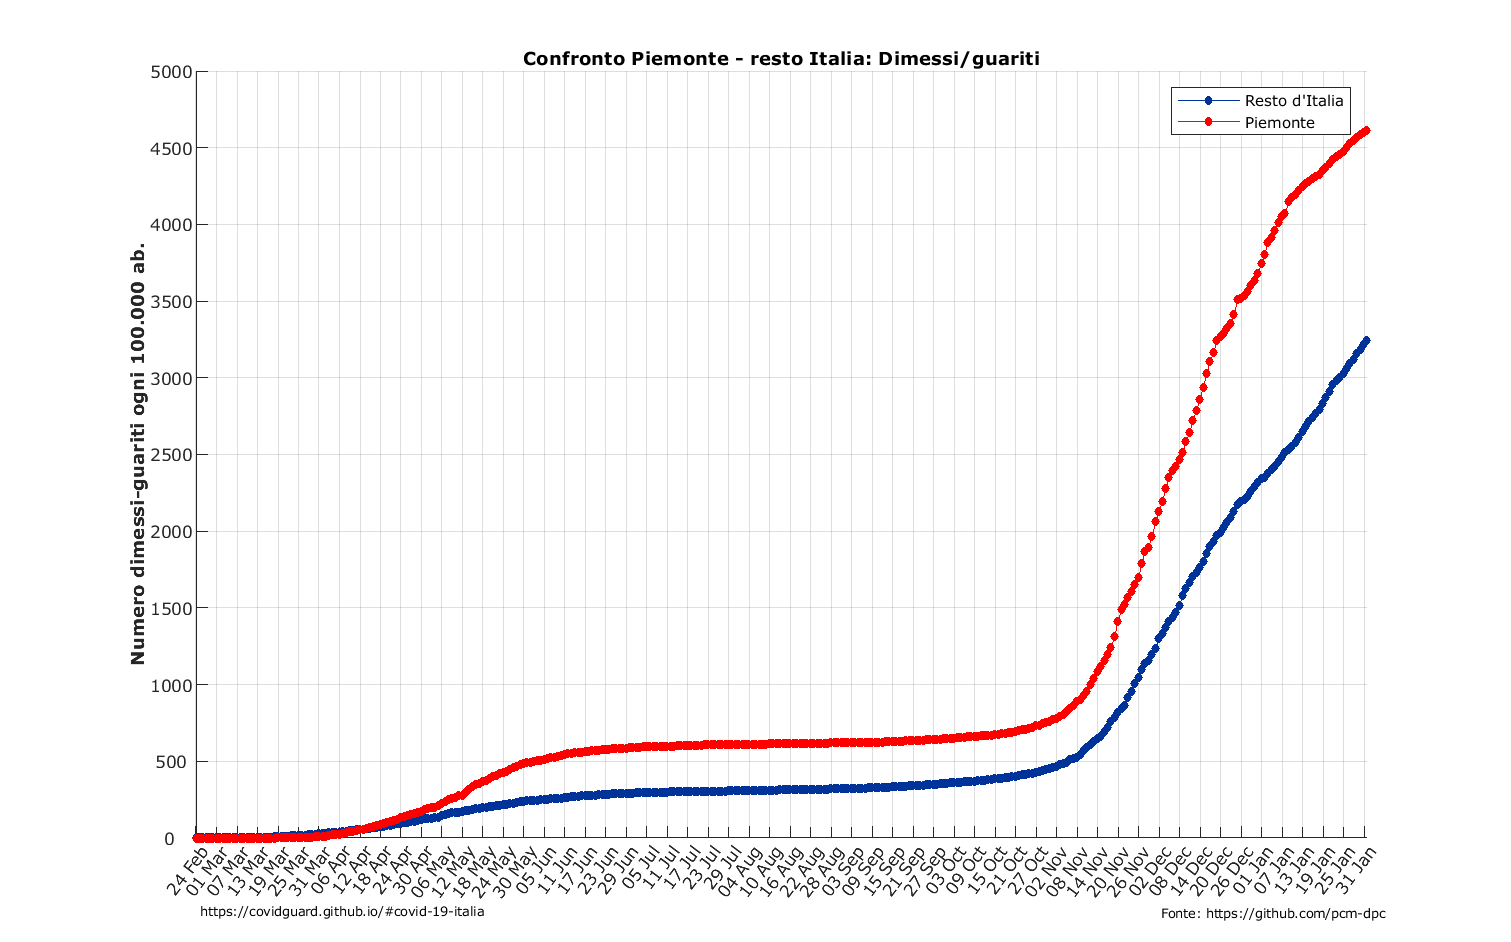 Confronto Piemonte - resto Italia: Dimessi/guariti
Resto d'Italia
Piemonte
Numero dimessi-guariti ogni 100.000 ab.
5000
4500
4000
3500
3000
2500
2000
1500
1000
500
0
24 Feb
01 Mar
07 Mar
13 Mar
19 Mar
25 Mar
31 Mar
06 Apr
12 Apr
18 Apr
24 Apr
30 Apr
06 May
12 May
18 May
24 May
30 May
05 Jun
11 Jun
17 Jun
23 Jun
29 Jun
05 Jul
11 Jul
17 Jul
23 Jul
29 Jul
04 Aug
10 Aug
16 Aug
22 Aug
28 Aug
03 Sep
09 Sep
15 Sep
21 Sep
27 Sep
03 Oct
09 Oct
15 Oct
21 Oct
27 Oct
02 Nov
08 Nov
14 Nov
20 Nov
26 Nov
02 Dec
08 Dec
14 Dec
20 Dec
26 Dec
01 Jan
07 Jan
13 Jan
19 Jan
25 Jan
31 Jan
https://covidguard.github.io/#covid-19-italia
Fonte: https://github.com/pcm-dpc